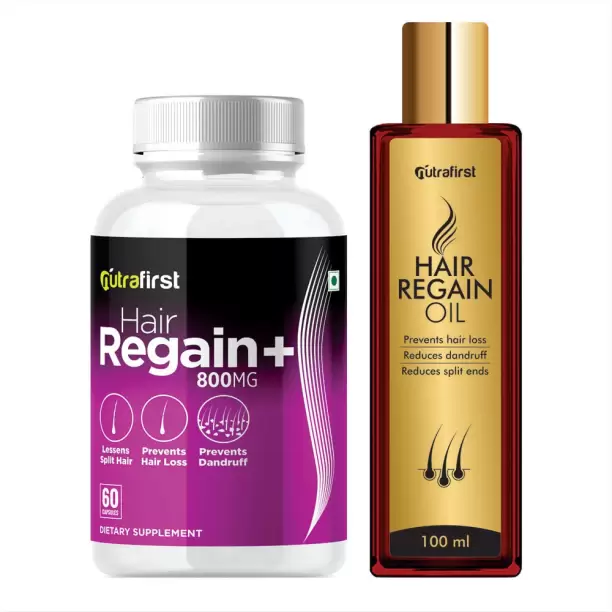 nutrafirst
Hair
Regain+
800MG
Lessens
Split Hair
Prevents
Hair Loss
Prevents
Dandruff
60
CAPSULES
DIETARY SUPPLEMENT
nutrafirst
HAIR
REGAIN
OIL
Prevents hair loss
Reduces dandruff
Reduces split ends
100 ml